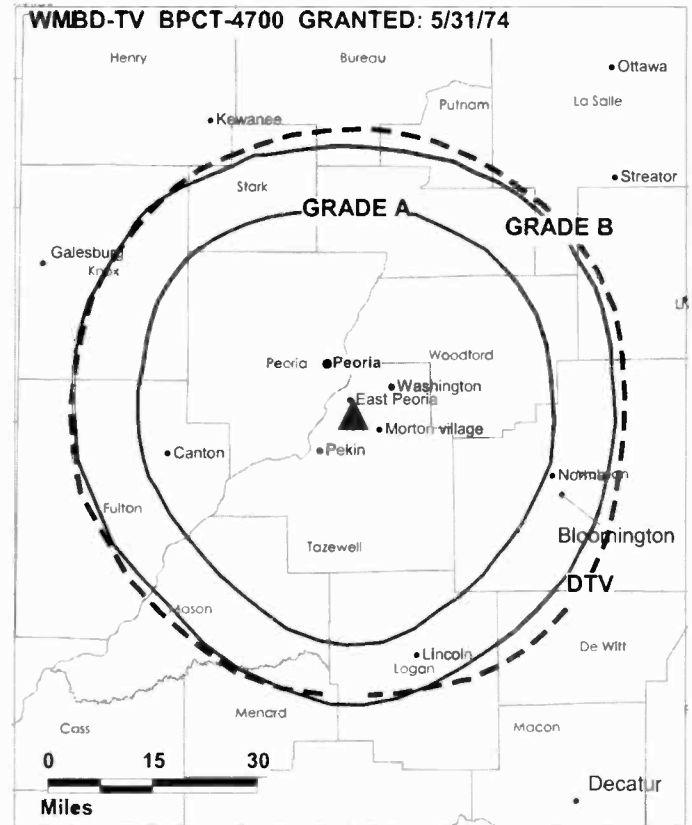 WMBD-TV BPCT-4700 GRANTED: 5/31/74
Henry
Bureau
Ottawa
Putnam
La Salle
Kewanee
Streator
Stark
GRADE A
GRADE B
Galesburg
Knox
Peoria
Peoria
Woodford
Washington
East Peoria
Morton village
Canton
Pekin
Fulton
Bloomington
Tazewell
DTV
Mason
De Witt
Lincoln
Logan
Menard
Cass
Macon
0 15 30
Miles
Decatur